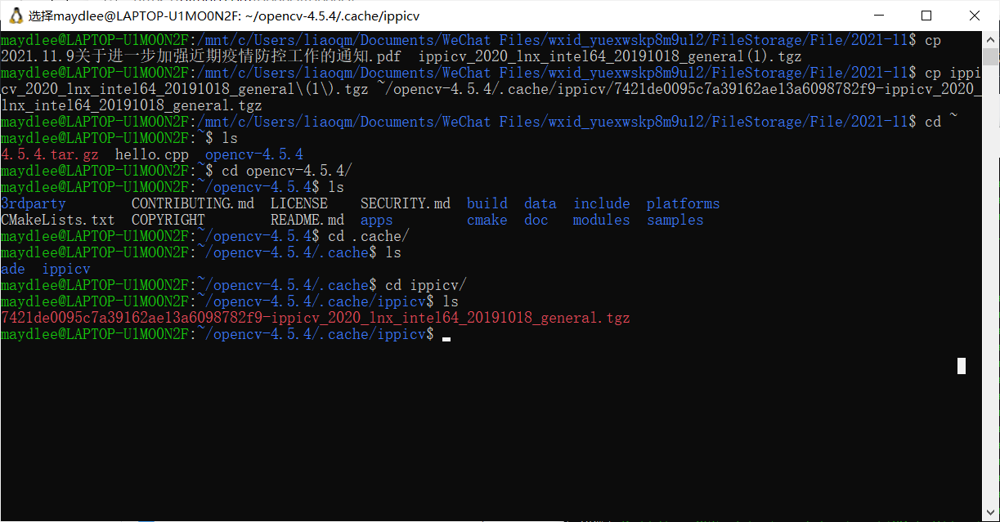 选择maydlee@LAPTOP-U1MO0N2F: ~/opencv-4.5.4/.cache/ippicv
maydlee@LAPTOP-U1MO0N2F:/mnt/c/Users/liaoqm/Documents/WeChat Files/wxid_yuexwskp8m9u12/FileStorage/File/2021-11$ cp
2021.11.9关于进一步加强近期疫情防控工作的通知.pdf  ippicv_2020_lnx_intel64_20191018_general(1).tgz
maydlee@LAPTOP-U1MO0N2F:/mnt/c/Users/liaoqm/Documents/WeChat Files/wxid_yuexwskp8m9u12/FileStorage/File/2021-11$ cp ippi
cv_2020_lnx_intel64_20191018_general\(1\).tgz ~/opencv-4.5.4/.cache/ippicv/7421de0095c7a39162ae13a6098782f9-ippicv_2020_
lnx_intel64_20191018_general.tgz
maydlee@LAPTOP-U1MO0N2F:/mnt/c/Users/liaoqm/Documents/WeChat Files/wxid_yuexwskp8m9u12/FileStorage/File/2021-11$ cd ~
maydlee@LAPTOP-U1MO0N2F:~$ ls
4.5.4.tar.gz  hello.cpp  opencv-4.5.4
maydlee@LAPTOP-U1MO0N2F:~$ cd opencv-4.5.4/
maydlee@LAPTOP-U1MO0N2F:~/opencv-4.5.4$ ls
3rdparty        CONTRIBUTING.md  LICENSE    SECURITY.md  build  data  include  platforms
CMakeLists.txt  COPYRIGHT        README.md  apps         cmake  doc   modules  samples
maydlee@LAPTOP-U1MO0N2F:~/opencv-4.5.4$ cd .cache/
maydlee@LAPTOP-U1MO0N2F:~/opencv-4.5.4/.cache$ ls
ade  ippicv
maydlee@LAPTOP-U1MO0N2F:~/opencv-4.5.4/.cache$ cd ippicv/
maydlee@LAPTOP-U1MO0N2F:~/opencv-4.5.4/.cache/ippicv$ ls
7421de0095c7a39162ae13a6098782f9-ippicv_2020_lnx_intel64_20191018_general.tgz
maydlee@LAPTOP-U1MO0N2F:~/opencv-4.5.4/.cache/ippicv$